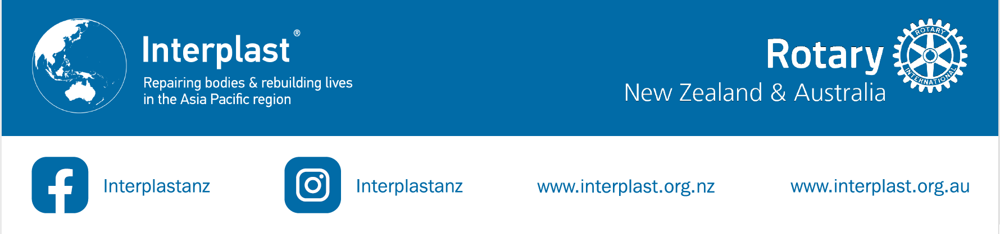 Interplast®
Repairing bodies & rebuilding lives
in the Asia Pacific region
Rotary
New Zealand & Australia
ROTARY
INTERNATIONAL
Interplastanz
Interplastanz
www.interplast.org.nz
www.interplast.org.au